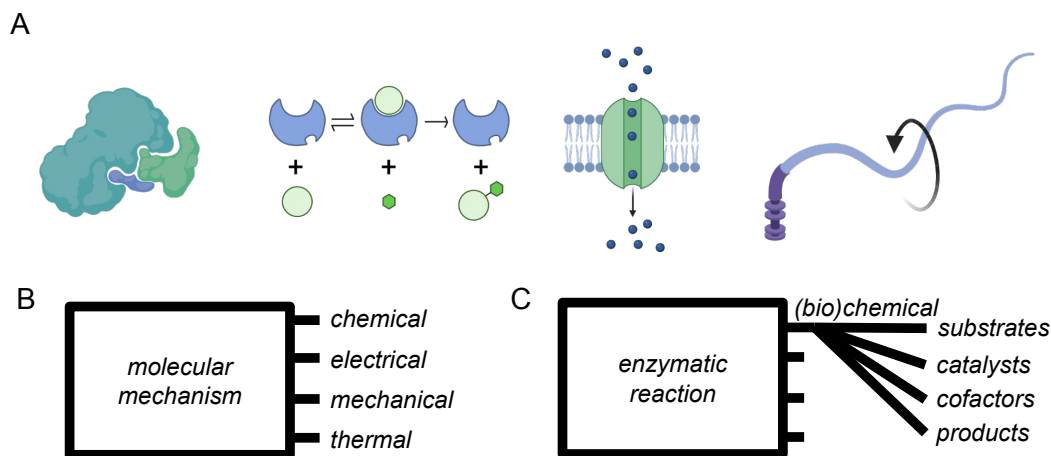 A
+ + +
B
molecular
mechanism
chemical
electrical
mechanical
thermal
C
enzymatic
reaction
(bio)chemical
substrates
catalysts
cofactors
products